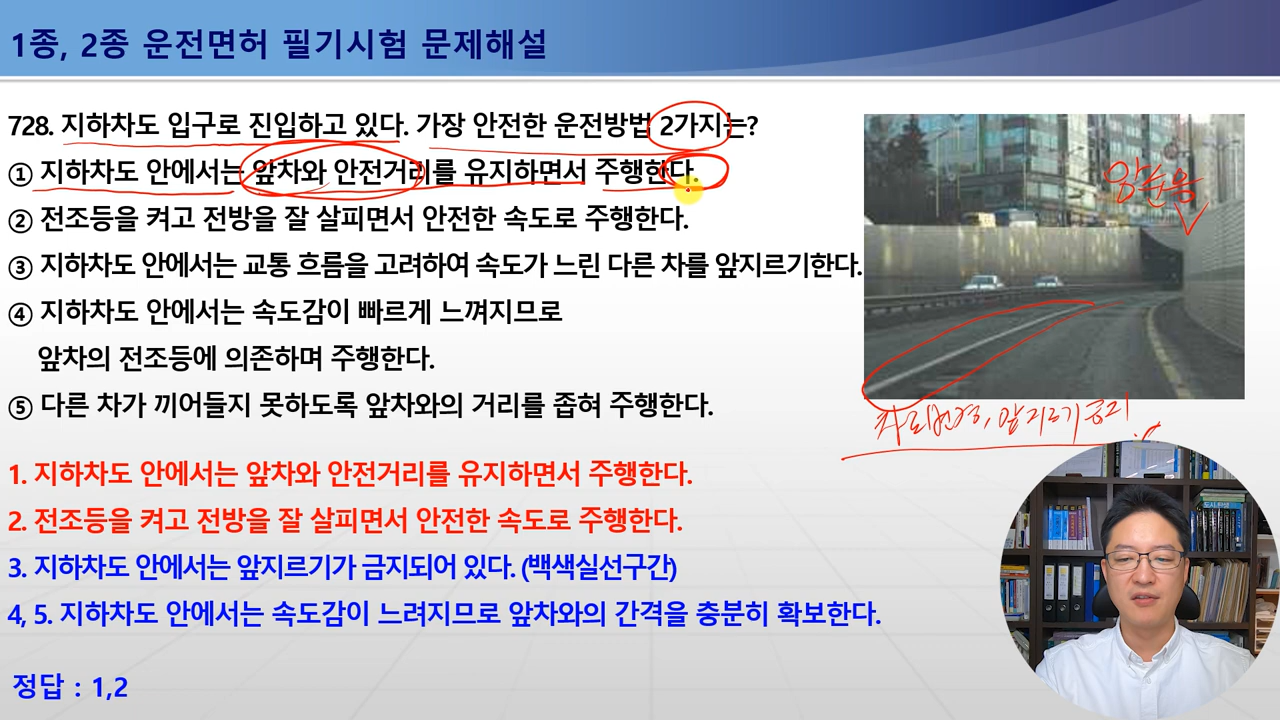 1종, 2종 운전면허 필기시험 문제해설
728. 지하차도 입구로 진입하고 있다. 가장 안전한 운전방법 2가지는?
① 지하차도 안에서는 앞차와 안전거리를 유지하면서 주행한다.
② 전조등을 켜고 전방을 잘 살피면서 안전한 속도로 주행한다.
③ 지하차도 안에서는 교통 흐름을 고려하여 속도가 느린 다른 차를 앞지르기한다.
④ 지하차도 안에서는 속도감이 빠르게 느껴지므로
앞차의 전조등에 의존하며 주행한다.
⑤ 다른 차가 끼어들지 못하도록 앞차와의 거리를 좁혀 주행한다.
암순응
차로변경, 앞지르기 금지
1. 지하차도 안에서는 앞차와 안전거리를 유지하면서 주행한다.
2. 전조등을 켜고 전방을 잘 살피면서 안전한 속도로 주행한다.
3. 지하차도 안에서는 앞지르기가 금지되어 있다. (백색실선구간)
4, 5. 지하차도 안에서는 속도감이 느려지므로 앞차와의 간격을 충분히 확보한다.
정답 : 1,2